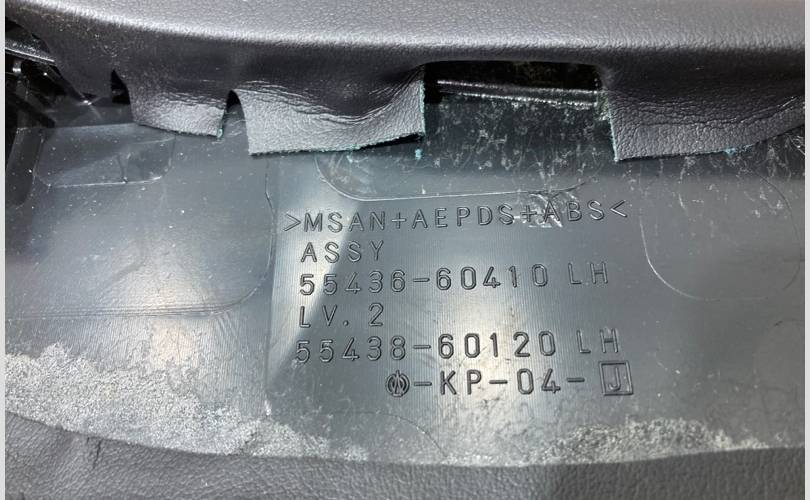 >MSAN+AEPDS+ABS<
ASSY
55436-60410 LH
LV. 2
55438-60120 LH
-KP-04-J